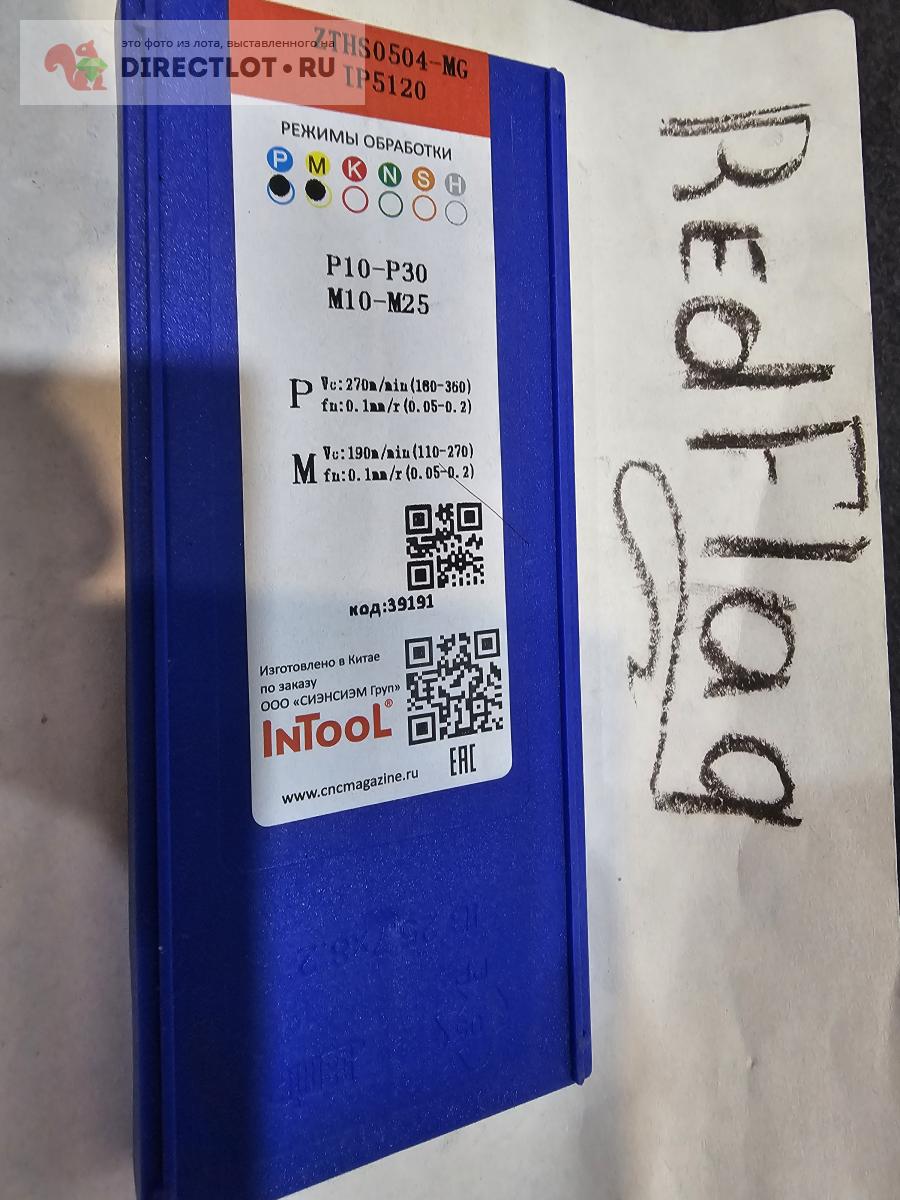 это фото из лота, выставленного на
DIRECTLOT.RU
ZTHS0504-MG
IP5120
РЕЖИМЫ ОБРАБОТКИ
P M K N S H
P10-P30
M10-M25
P Vc:270m/min(180-360)
fn:0.1mm/r(0.05-0.2)
M Vc:190m/min(110-270)
fn:0.1mm/r(0.05-0.2)
код:39191
Изготовлено в Китае
по заказу
ООО «СИЭНСИЭМ Груп»
INTOOL®
EAC
www.cncmagazine.ru
Red Flag